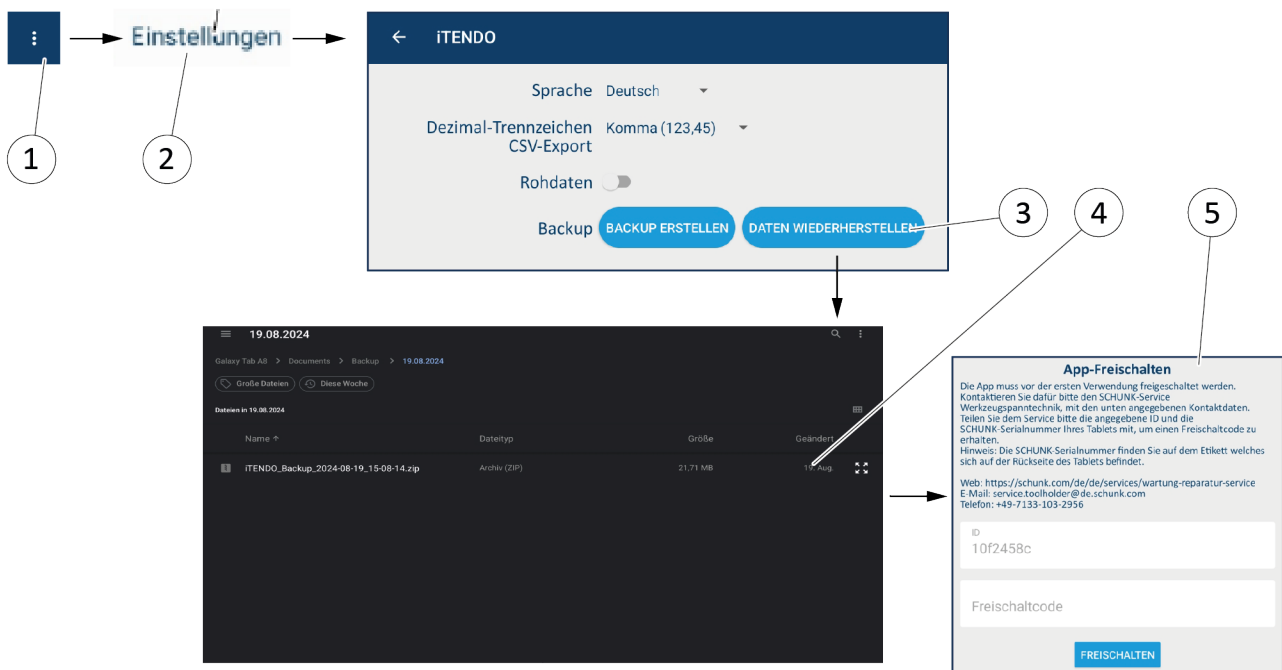 Einstellungen
← iTENDO
Sprache Deutsch
Dezimal-Trennzeichen Komma (123,45)
CSV-Export
Rohdaten
Backup BACKUP ERSTELLEN DATEN WIEDERHERSTELLEN
1
2
3
4
5
19.08.2024
Galaxy Tab A8 > Documents > Backup > 19.08.2024
Große Dateien Diese Woche
Dateien in 19.08.2024
Name ↑ Dateityp Größe Geändert
iTENDO_Backup_2024-08-19_15-08-14.zip Archiv (ZIP) 21,71 MB 19. Aug.
App-Freischalten
Die App muss vor der ersten Verwendung freigeschaltet werden.
Kontaktieren Sie dafür bitte den SCHUNK-Service
Werkzeugspanntechnik, mit den unten angegebenen Kontaktdaten.
Teilen Sie dem Service bitte die angegebene ID und die
SCHUNK-Serialnummer Ihres Tablets mit, um einen Freischaltcode zu
erhalten.
Hinweis: Die SCHUNK-Serialnummer finden Sie auf dem Etikett welches
sich auf der Rückseite des Tablets befindet.
Web: https://schunk.com/de/de/services/wartung-reparatur-service
E-Mail: service.toolholder@de.schunk.com
Telefon: +49-7133-103-2956
ID
10f2458c
Freischaltcode
FREISCHALTEN